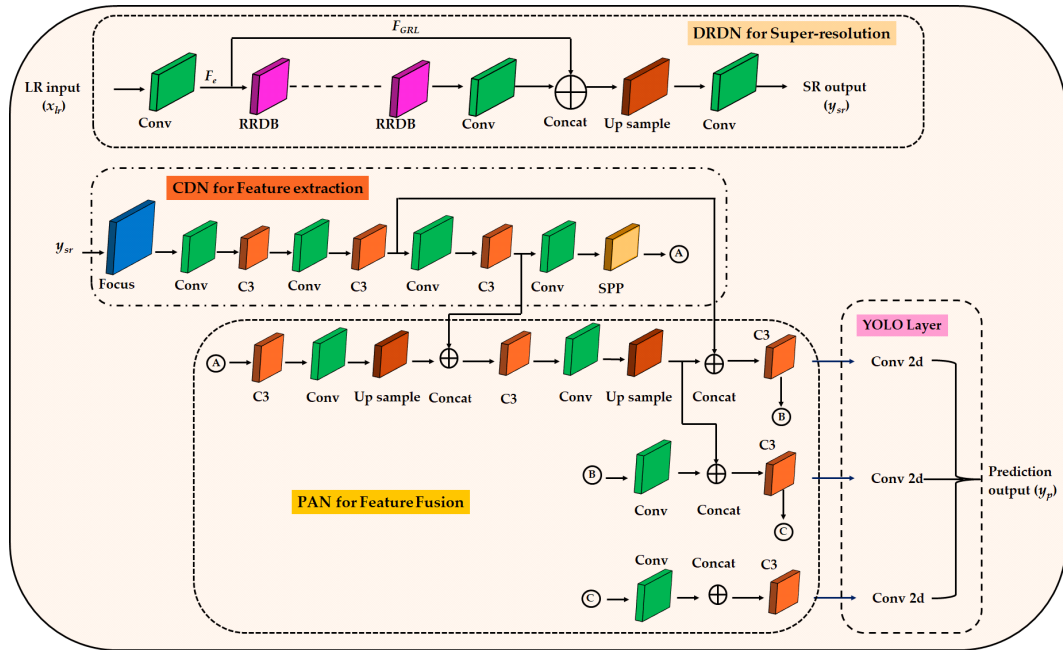 DRDN for Super-resolution
F_GRL
LR input
(x_lr)
F_e
SR output
(y_sr)
Conv
RRDB
RRDB
Conv
Concat
Up sample
Conv
CDN for Feature extraction
y_sr
A
Focus
Conv
C3
Conv
C3
Conv
C3
Conv
SPP
YOLO Layer
C3
A
Conv 2d
C3
Conv
Up sample
Concat
C3
Conv
Up sample
Concat
B
C3
B
Conv 2d
Prediction
output (y_p)
PAN for Feature Fusion
Conv
Concat
C
Conv
Concat
C3
C
Conv 2d